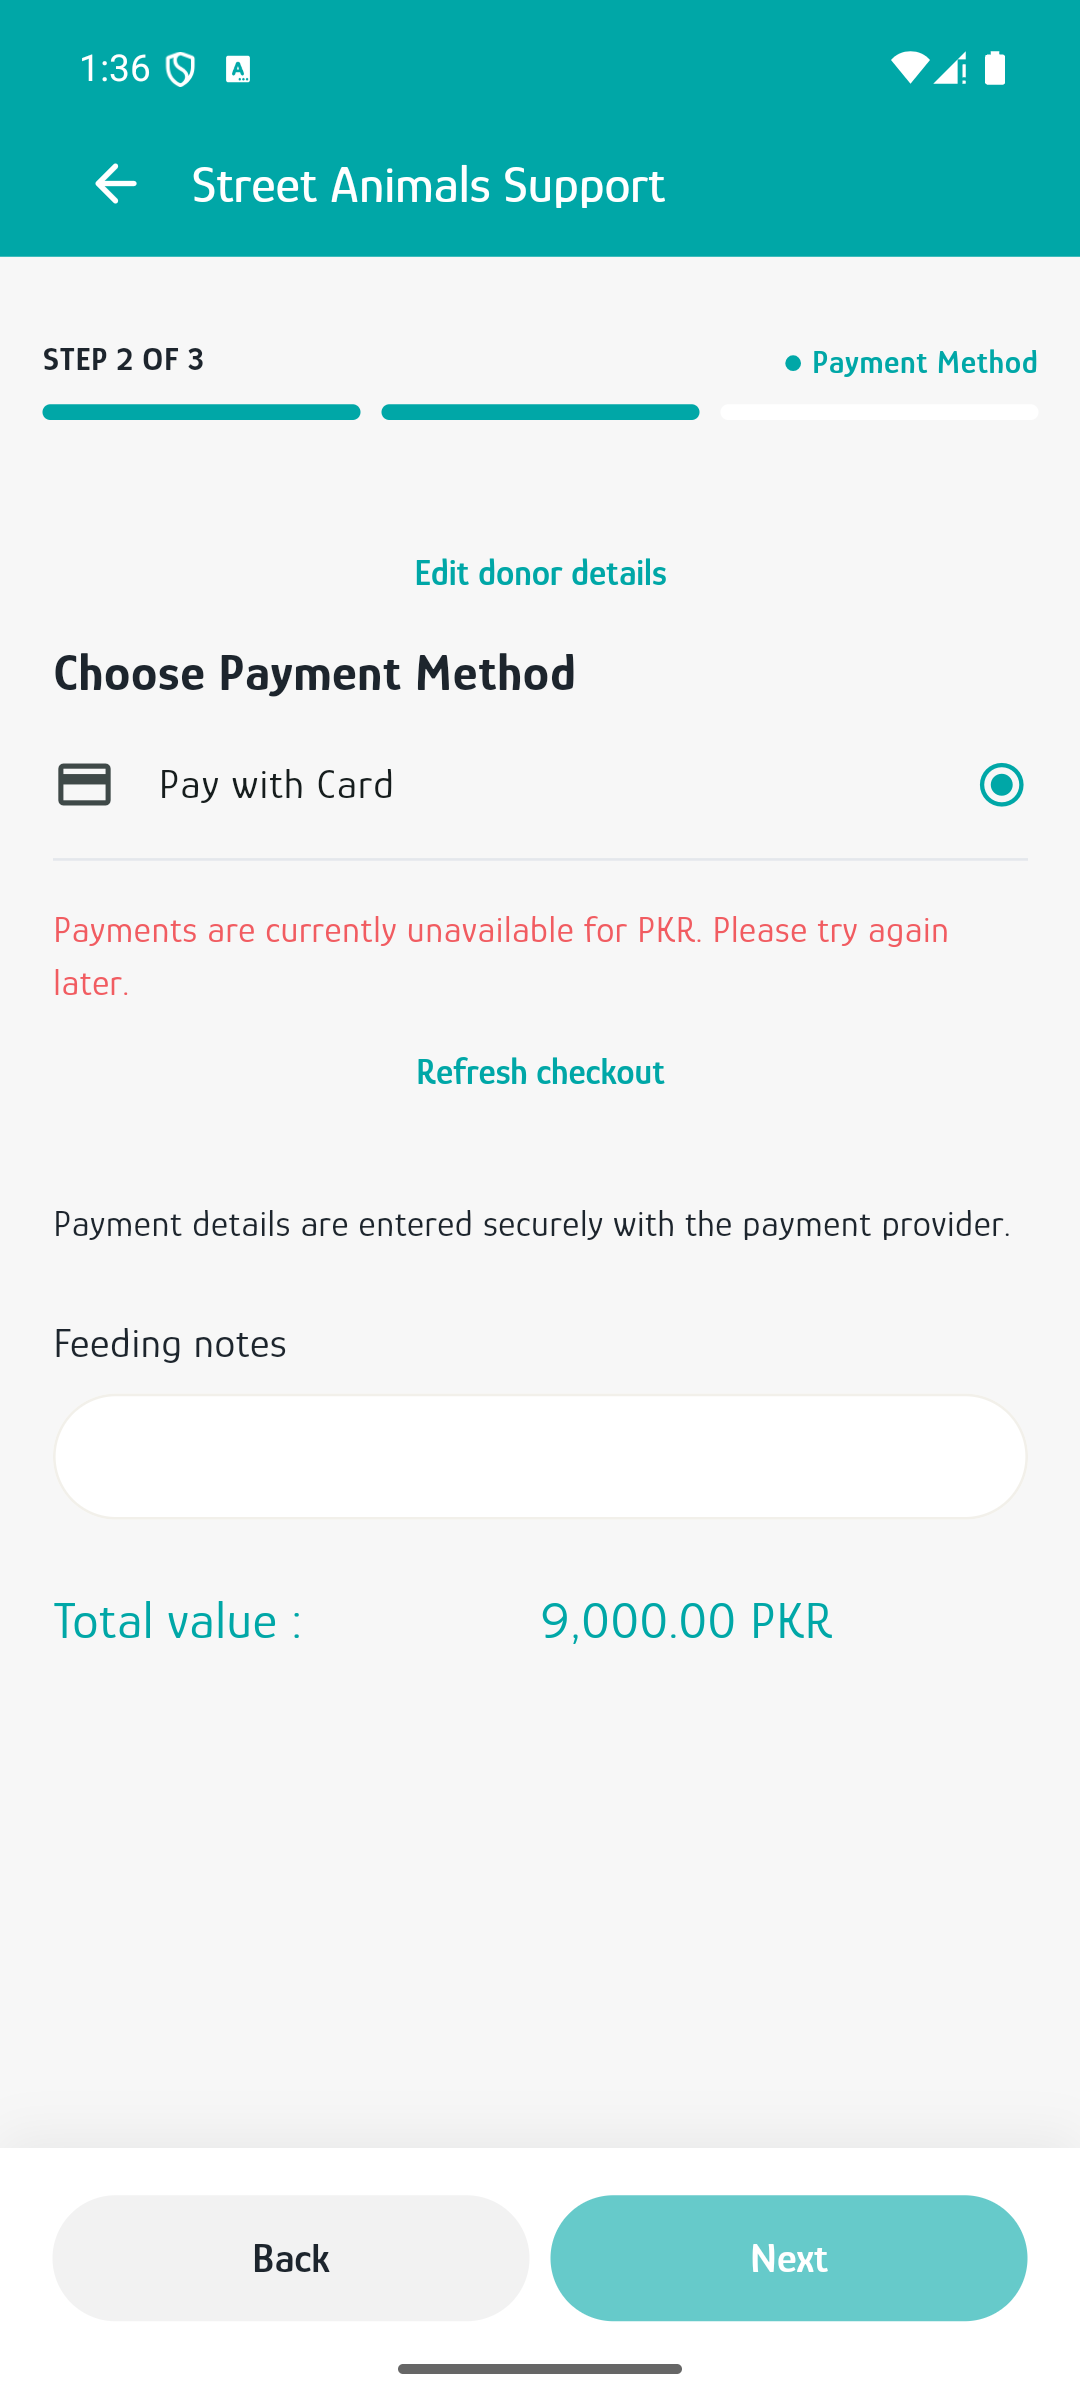 1:36
Street Animals Support
STEP 2 OF 3
Payment Method
Edit donor details
Choose Payment Method
Pay with Card
Payments are currently unavailable for PKR. Please try again
later.
Refresh checkout
Payment details are entered securely with the payment provider.
Feeding notes
Total value : 9,000.00 PKR
Back
Next